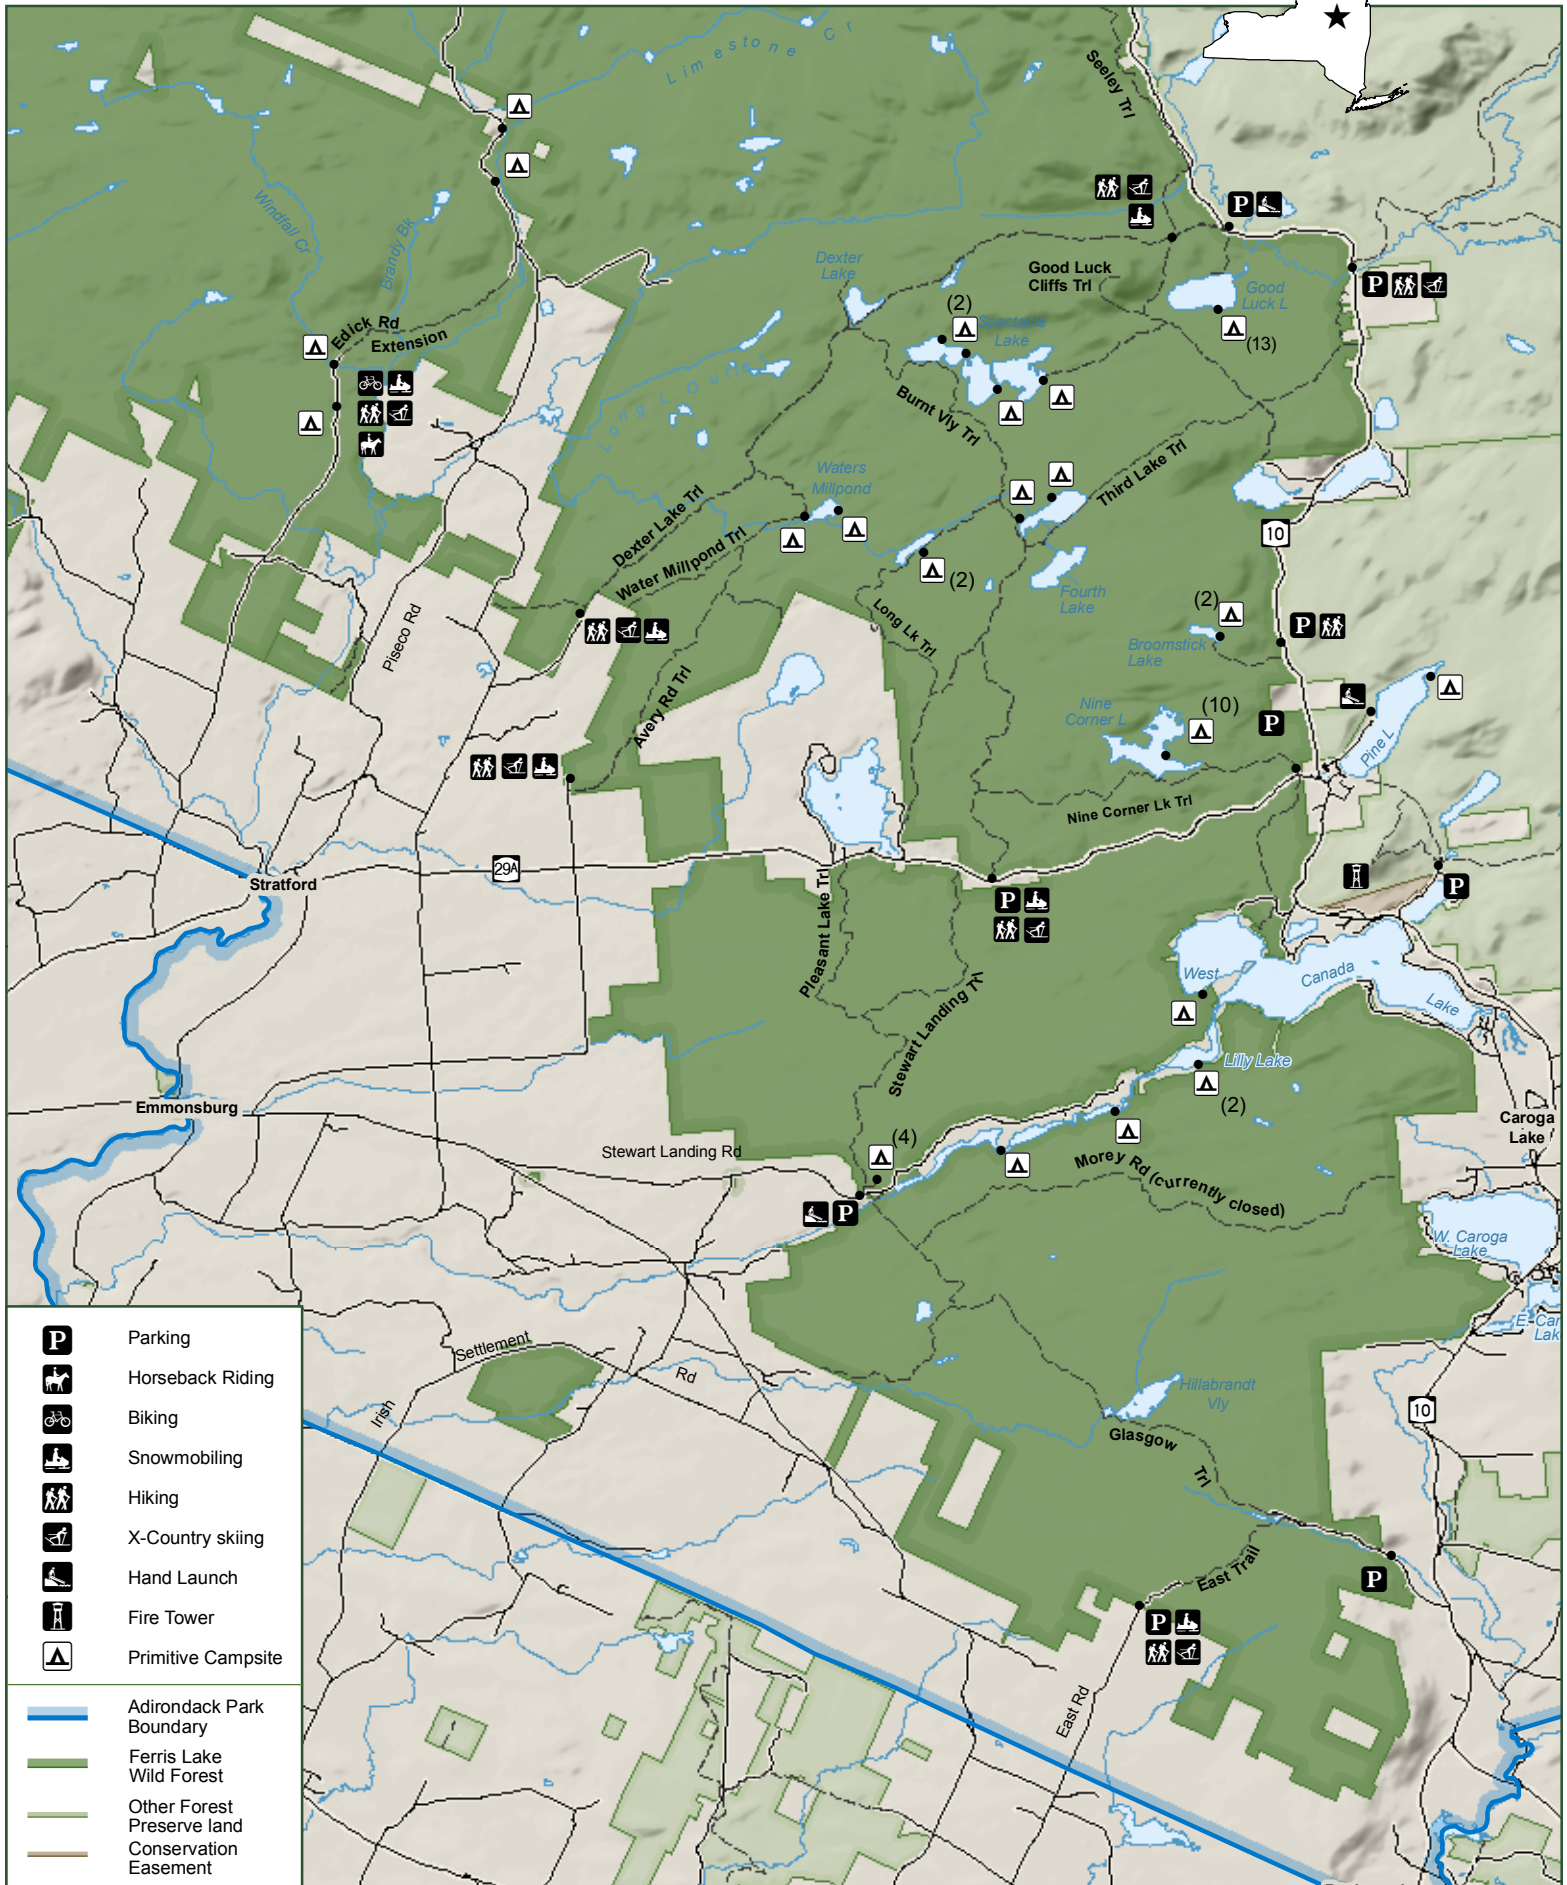 Limestone Cr
Seeley Trl
Windfall Cr
Brandy Bk
P
Dexter
Lake
Good Luck
Cliffs Trl
Good
Luck L
P
(2)
Spectacle
Lake
(13)
Edick Rd
Extension
Long L Outlet
Burnt Vly Trl
Third Lake Trl
Waters
Millpond
Dexter Lake Trl
Water Millpond Trl
10
(2)
Fourth
Lake
Long Lk Trl
(2)
P
Broomstick
Lake
Piseco Rd
Avery Rd Trl
Nine
Corner L
(10)
P
Pine L
Nine Corner Lk Trl
29A
Stratford
P
P
Pleasant Lake Trl
Stewart Landing Trl
West
Canada
Lake
Lilly Lake
(2)
Emmonsburg
Caroga
Lake
(4)
Stewart Landing Rd
Morey Rd (currently closed)
P
W. Caroga
Lake
E. Car
Lak
Settlement
Rd
Irish
Hillabrandt
Vly
10
Glasgow
Trl
East Trail
P
P
East Rd
P Parking
Horseback Riding
Biking
Snowmobiling
Hiking
X-Country skiing
Hand Launch
Fire Tower
Primitive Campsite
Adirondack Park
Boundary
Ferris Lake
Wild Forest
Other Forest
Preserve land
Conservation
Easement